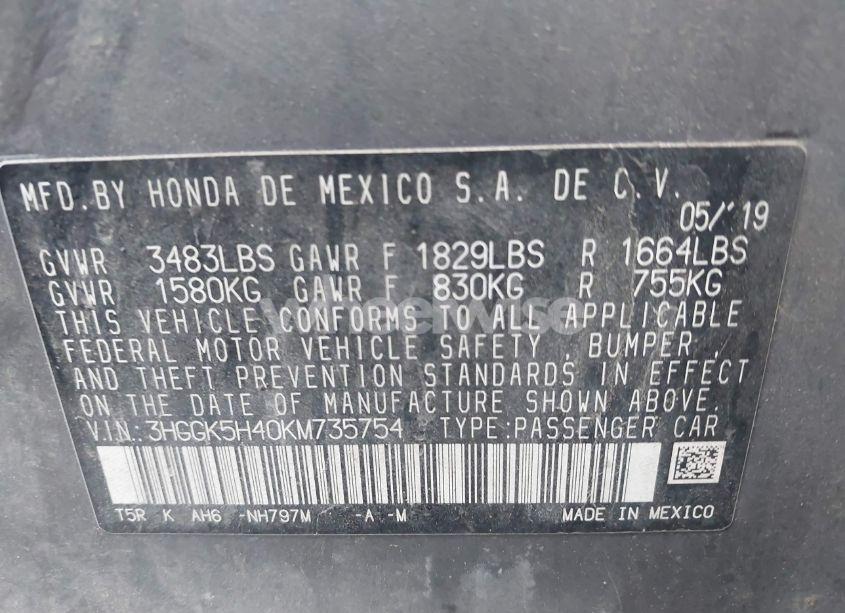 MFD.BY HONDA DE MEXICO S.A. DE C.V.
05/'19
GVWR 3483LBS GAWR F 1829LBS R 1664LBS
GVWR 1580KG GAWR F 830KG R 755KG
THIS VEHICLE CONFORMS TO ALL APPLICABLE
FEDERAL MOTOR VEHICLE SAFETY , BUMPER ,
AND THEFT PREVENTION STANDARDS IN EFFECT
ON THE DATE OF MANUFACTURE SHOWN ABOVE.
V.I.N.:3HGGK5H40KM735754 TYPE:PASSENGER CAR
T5R K AH6 -NH797M -A -M MADE IN MEXICO